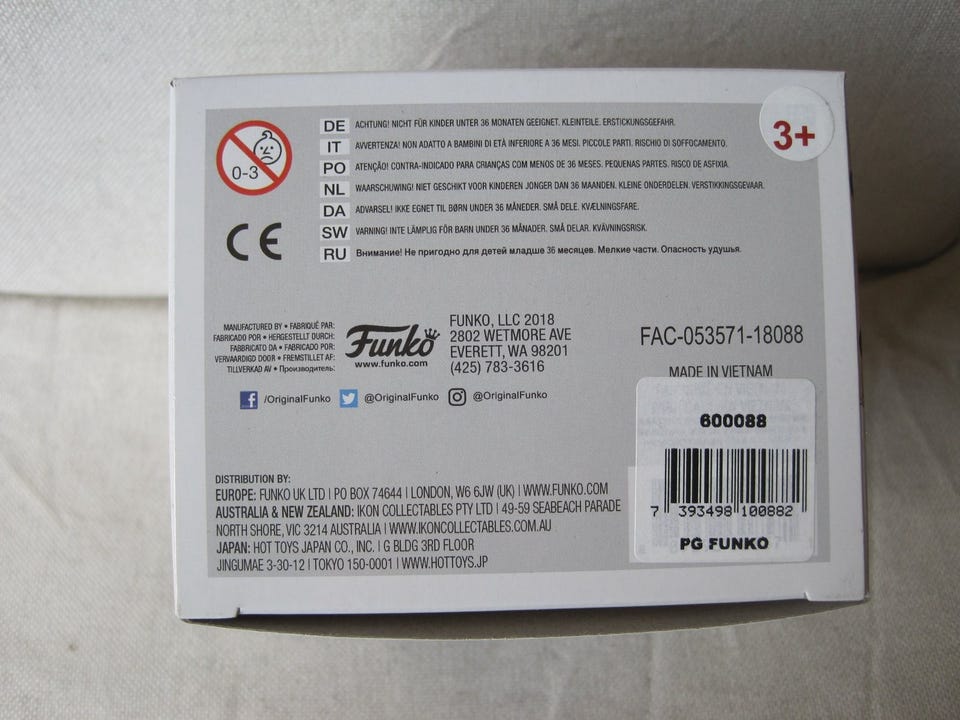 3+
0-3
DE ACHTUNG! NICHT FÜR KINDER UNTER 36 MONATEN GEEIGNET. KLEINTEILE. ERSTICKUNGSGEFAHR.
IT AVVERTENZA! NON ADATTO A BAMBINI DI ETÀ INFERIORE A 36 MESI. PICCOLE PARTI. RISCHIO DI SOFFOCAMENTO.
PO ATENÇÃO! CONTRA-INDICADO PARA CRIANÇAS COM MENOS DE 36 MESES. PEQUENAS PARTES. RISCO DE ASFIXIA.
NL WAARSCHUWING! NIET GESCHIKT VOOR KINDEREN JONGER DAN 36 MAANDEN. KLEINE ONDERDELEN. VERSTIKKINGSGEVAAR.
DA ADVARSEL! IKKE EGNET TIL BØRN UNDER 36 MÅNEDER. SMÅ DELE. KVÆLNINGSFARE.
SW VARNING! INTE LÄMPLIG FÖR BARN UNDER 36 MÅNADER. SMÅ DELAR. KVÄVNINGSRISK.
RU Внимание! Не пригодно для детей младше 36 месяцев. Мелкие части. Опасность удушья.
CE
MANUFACTURED BY • FABRIQUÉ PAR:
FABRICADO POR • HERGESTELLT DURCH:
FABBRICATO DA • FABRICADO POR:
VERVAARDIGD DOOR • FREMSTILLET AF:
TILLVERKAD AV • Производитель:
Funko
www.funko.com
FUNKO, LLC 2018
2802 WETMORE AVE
EVERETT, WA 98201
(425) 783-3616
FAC-053571-18088
MADE IN VIETNAM
/OriginalFunko @OriginalFunko @OriginalFunko
600088
7 393498 100882
PG FUNKO
DISTRIBUTION BY:
EUROPE: FUNKO UK LTD | PO BOX 74644 | LONDON, W6 6JW (UK) | WWW.FUNKO.COM
AUSTRALIA & NEW ZEALAND: IKON COLLECTABLES PTY LTD | 49-59 SEABEACH PARADE
NORTH SHORE, VIC 3214 AUSTRALIA | WWW.IKONCOLLECTABLES.COM.AU
JAPAN: HOT TOYS JAPAN CO., INC. | G BLDG 3RD FLOOR
JINGUMAE 3-30-12 | TOKYO 150-0001 | WWW.HOTTOYS.JP